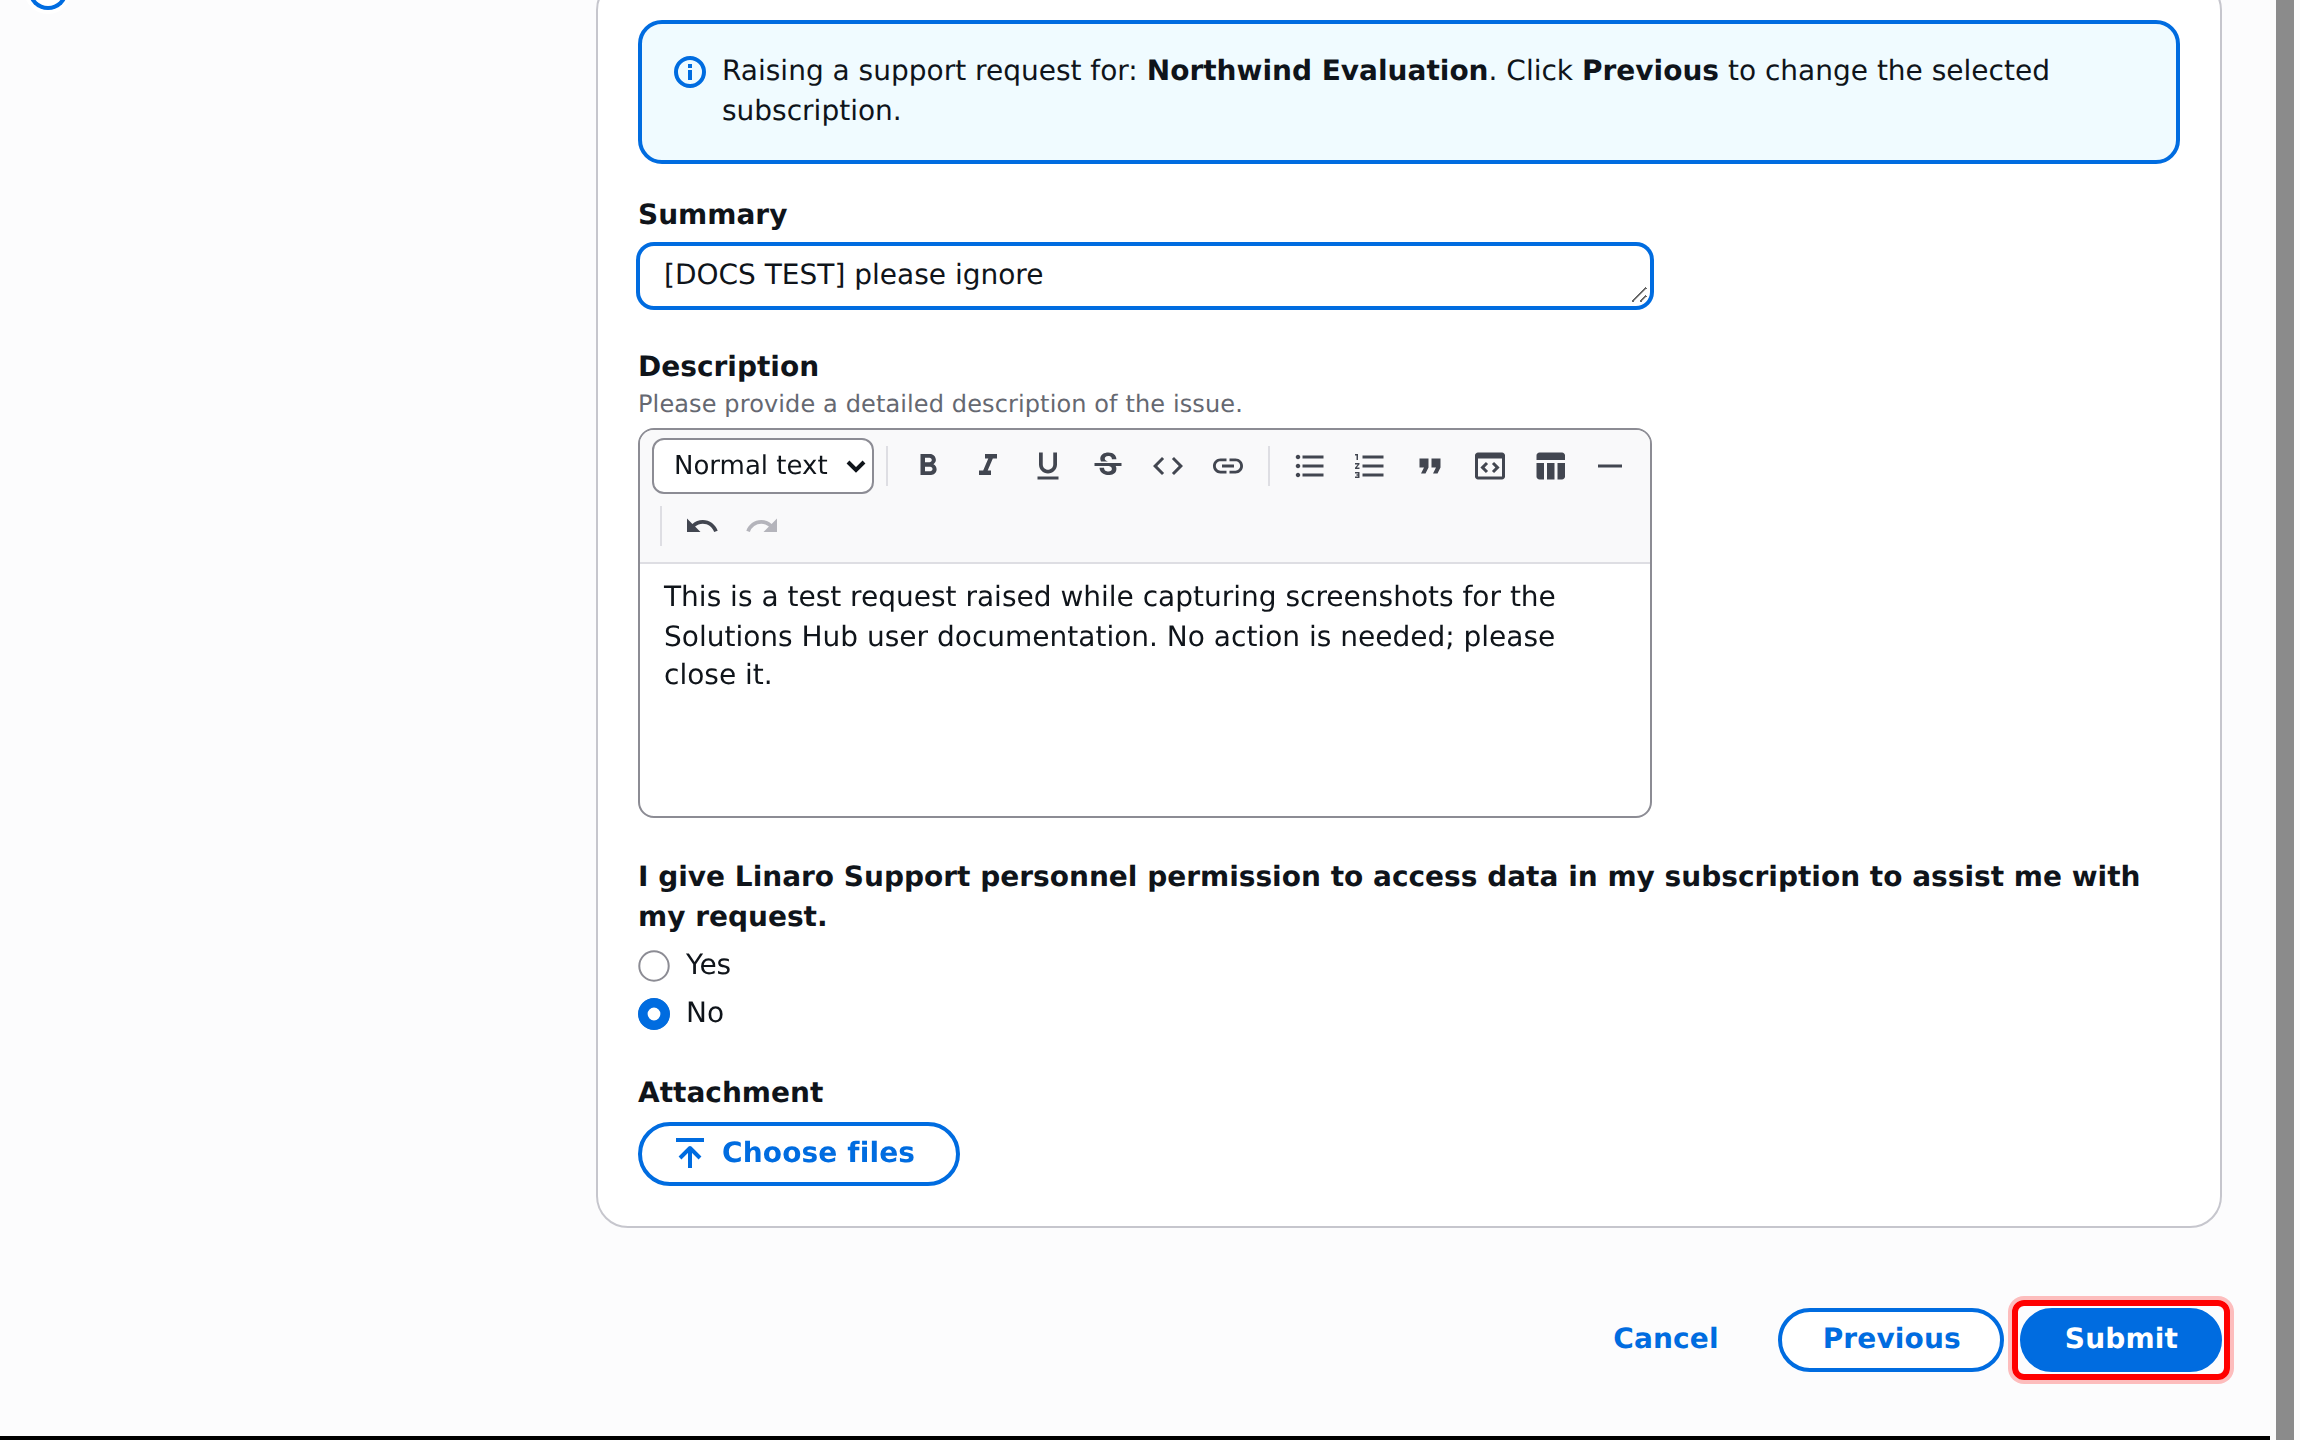 Raising a support request for: Northwind Evaluation. Click Previous to change the selected
subscription.
Summary
[DOCS TEST] please ignore
Description
Please provide a detailed description of the issue.
Normal text
This is a test request raised while capturing screenshots for the
Solutions Hub user documentation. No action is needed; please
close it.
I give Linaro Support personnel permission to access data in my subscription to assist me with
my request.
Yes
No
Attachment
Choose files
Cancel Previous Submit